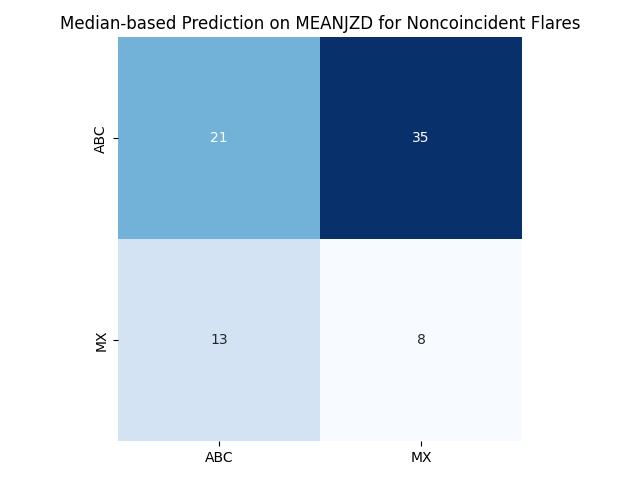 Median-based Prediction on MEANJZD for Noncoincident Flares
ABC
21
35
MX
13
8
ABC
MX